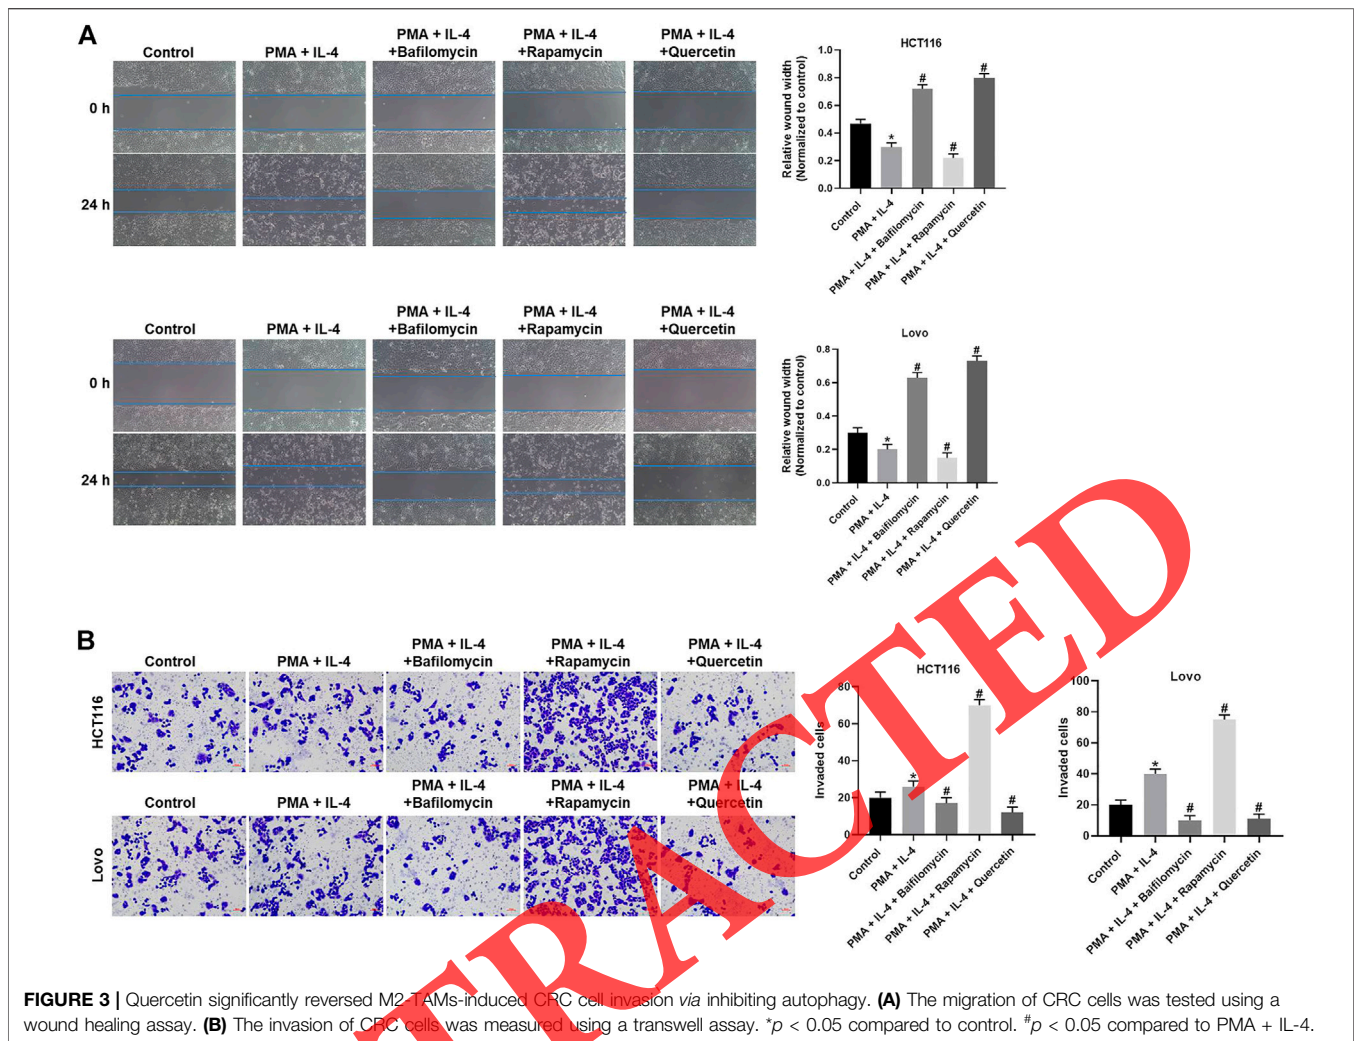 A
Control
PMA + IL-4
PMA + IL-4
+Bafilomycin
PMA + IL-4
+Rapamycin
PMA + IL-4
+Quercetin
0 h
24 h
HCT116
Relative wound width
(Normalized to control)
1.0
0.8
0.6
0.4
0.2
0.0
*
#
#
#
Control
PMA + IL-4
PMA + IL-4 + Baifilomycin
PMA + IL-4 + Rapamycin
PMA + IL-4 + Quercetin
Control
PMA + IL-4
PMA + IL-4
+Bafilomycin
PMA + IL-4
+Rapamycin
PMA + IL-4
+Quercetin
0 h
24 h
Lovo
Relative wound width
(Normalized to control)
0.8
0.6
0.4
0.2
0.0
*
#
#
#
Control
PMA + IL-4
PMA + IL-4 + Baifilomycin
PMA + IL-4 + Rapamycin
PMA + IL-4 + Quercetin
B
Control
PMA + IL-4
PMA + IL-4
+Bafilomycin
PMA + IL-4
+Rapamycin
PMA + IL-4
+Quercetin
HCT116
Control
PMA + IL-4
PMA + IL-4
+Bafilomycin
PMA + IL-4
+Rapamycin
PMA + IL-4
+Quercetin
Lovo
HCT116
Invaded cells
80
60
40
20
0
*
#
#
#
Control
PMA + IL-4
PMA + IL-4 + Bafilomycin
PMA + IL-4 + Rapamycin
PMA + IL-4 + Quercetin
Lovo
Invaded cells
100
80
60
40
20
0
*
#
#
#
Control
PMA + IL-4
PMA + IL-4 + Bafilomycin
PMA + IL-4 + Rapamycin
PMA + IL-4 + Quercetin
TRACTED
FIGURE 3 | Quercetin significantly reversed M2-TAMs-induced CRC cell invasion via inhibiting autophagy. (A) The migration of CRC cells was tested using a
wound healing assay. (B) The invasion of CRC cells was measured using a transwell assay. *p < 0.05 compared to control. #p < 0.05 compared to PMA + IL-4.